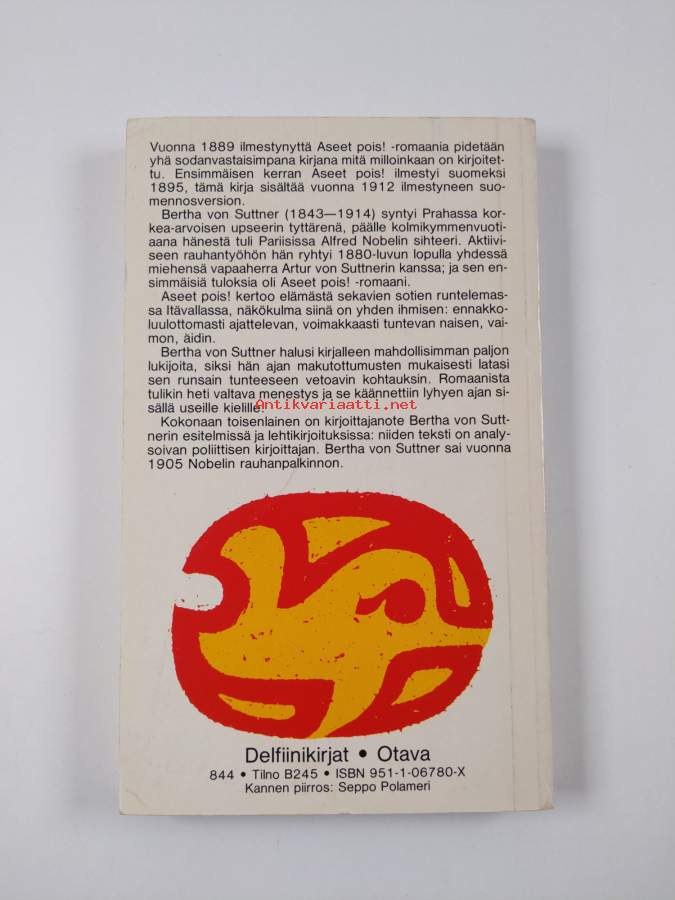 Vuonna 1889 ilmestynyttä Aseet pois! -romaania pidetään
yhä sodanvastaisimpana kirjana mitä milloinkaan on kirjoitet-
tu. Ensimmäisen kerran Aseet pois! ilmestyi suomeksi
1895, tämä kirja sisältää vuonna 1912 ilmestyneen suo-
mennosversion.
Bertha von Suttner (1843—1914) syntyi Prahassa kor-
kea-arvoisen upseerin tyttärenä, päälle kolmikymmenvuoti-
aana hänestä tuli Pariisissa Alfred Nobelin sihteeri. Aktiivi-
seen rauhantyöhön hän ryhtyi 1880-luvun lopulla yhdessä
miehensä vapaaherra Artur von Suttnerin kanssa; ja sen en-
simmäisiä tuloksia oli Aseet pois! -romaani.
Aseet pois! kertoo elämästä sekavien sotien runtelemas-
sa Itävallassa, näkökulma siinä on yhden ihmisen: ennakko-
luulottomasti ajattelevan, voimakkaasti tuntevan naisen, vai-
mon, äidin.
Bertha von Suttner halusi kirjalleen mahdollisimman paljon
lukijoita, siksi hän ajan makutottumusten mukaisesti latasi
sen runsain tunteeseen vetoavin kohtauksin. Romaanista
tulikin heti valtava menestys ja se käännettiin lyhyen ajan si-
sällä useille kielille.
Antikvariaatti.net
Kokonaan toisenlainen on kirjoittajanote Bertha von Sutt-
nerin esitelmissä ja lehtikirjoituksissa: niiden teksti on analy-
soivan poliittisen kirjoittajan. Bertha von Suttner sai vuonna
1905 Nobelin rauhanpalkinnon.
Delfiinikirjat • Otava
844 • Tilno B245 • ISBN 951-1-06780-X
Kannen piirros: Seppo Polameri